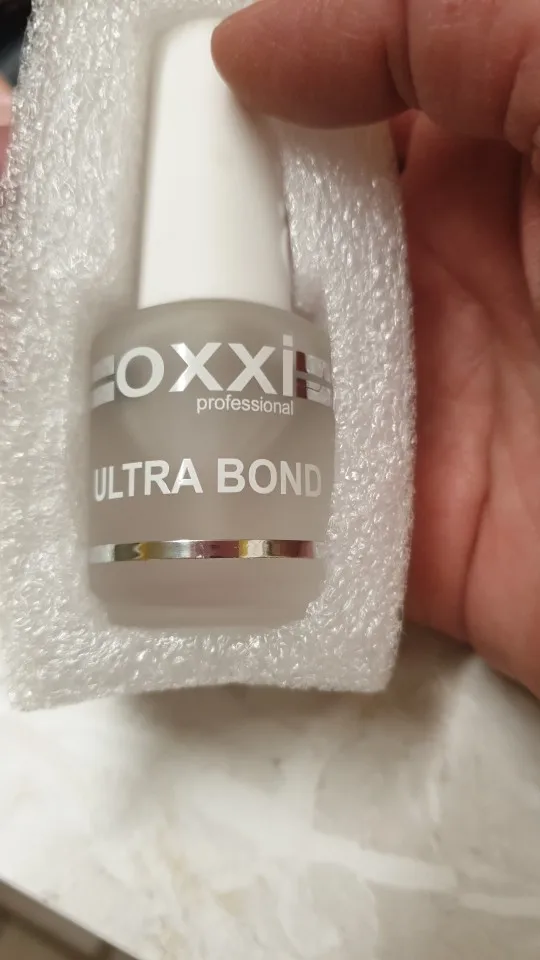 oxxi
professional
ULTRA BOND